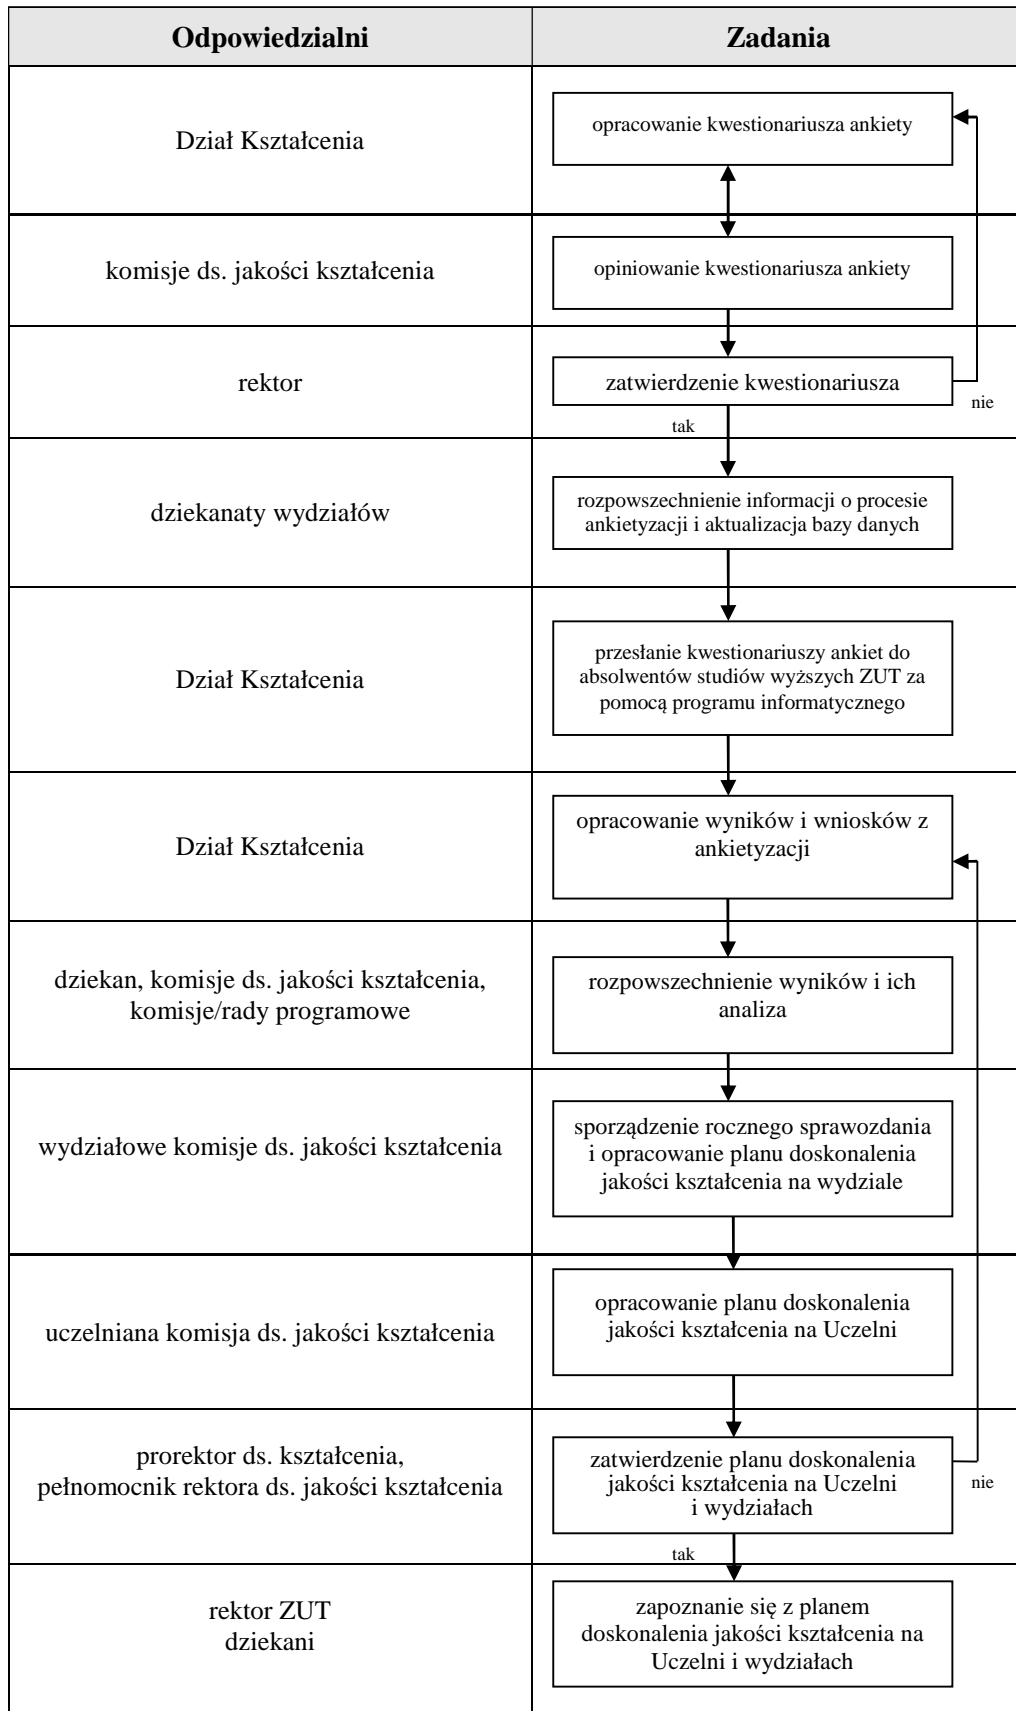 Odpowiedzialni
Zadania
Dział Kształcenia
opracowanie kwestionariusza ankiety
komisje ds. jakości kształcenia
opiniowanie kwestionariusza ankiety
rektor
zatwierdzenie kwestionariusza
nie
tak
dziekanaty wydziałów
rozpowszechnienie informacji o procesie
ankietyzacji i aktualizacja bazy danych
Dział Kształcenia
przesłanie kwestionariuszy ankiet do
absolwentów studiów wyższych ZUT za
pomocą programu informatycznego
Dział Kształcenia
opracowanie wyników i wniosków z
ankietyzacji
dziekan, komisje ds. jakości kształcenia,
komisje/rady programowe
rozpowszechnienie wyników i ich
analiza
wydziałowe komisje ds. jakości kształcenia
sporządzenie rocznego sprawozdania
i opracowanie planu doskonalenia
jakości kształcenia na wydziale
uczelniana komisja ds. jakości kształcenia
opracowanie planu doskonalenia
jakości kształcenia na Uczelni
prorektor ds. kształcenia,
pełnomocnik rektora ds. jakości kształcenia
zatwierdzenie planu doskonalenia
jakości kształcenia na Uczelni
i wydziałach
nie
tak
rektor ZUT
dziekani
zapoznanie się z planem
doskonalenia jakości kształcenia na
Uczelni i wydziałach